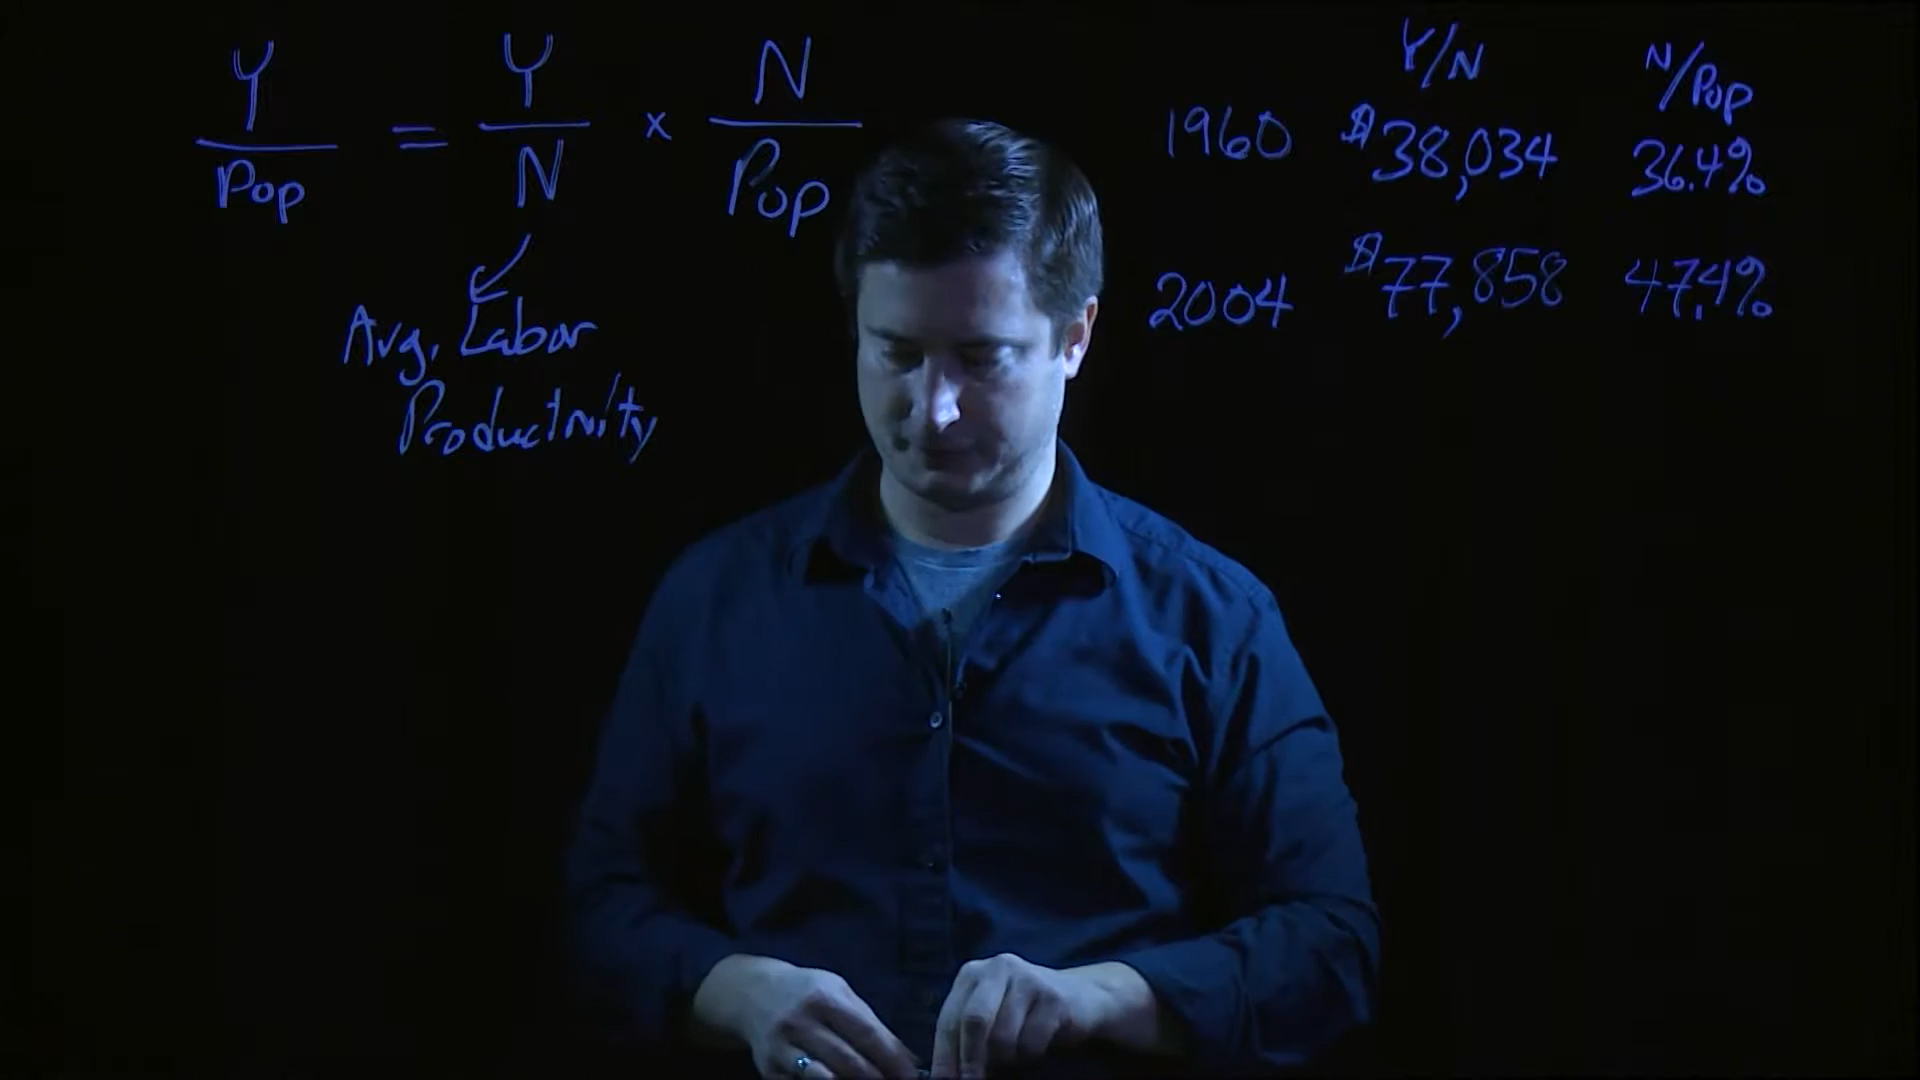 Y/Pop = Y/N x N/Pop
Avg. Labor
Productivity
Y/N N/Pop
1960 $38,034 36.4%
2004 $77,858 47.4%